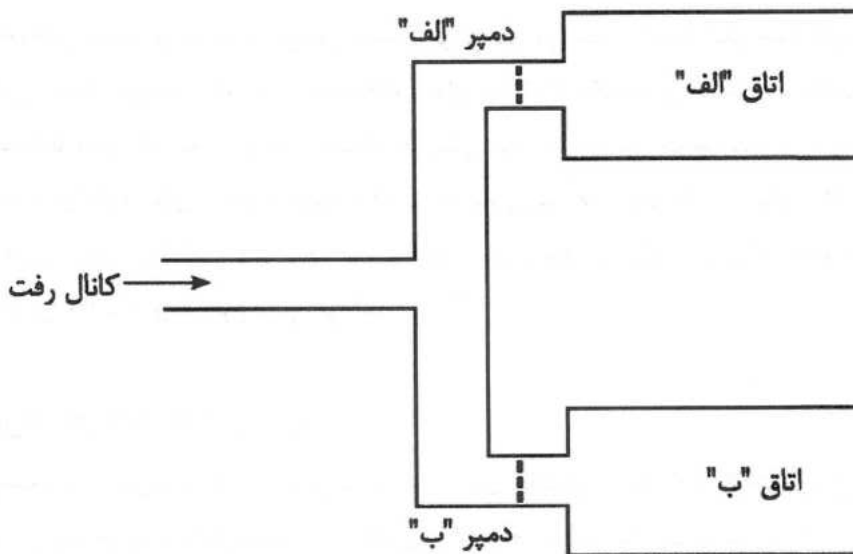 دمپر "الف"
اتاق "الف"
کانال رفت
اتاق "ب"
دمپر "ب"